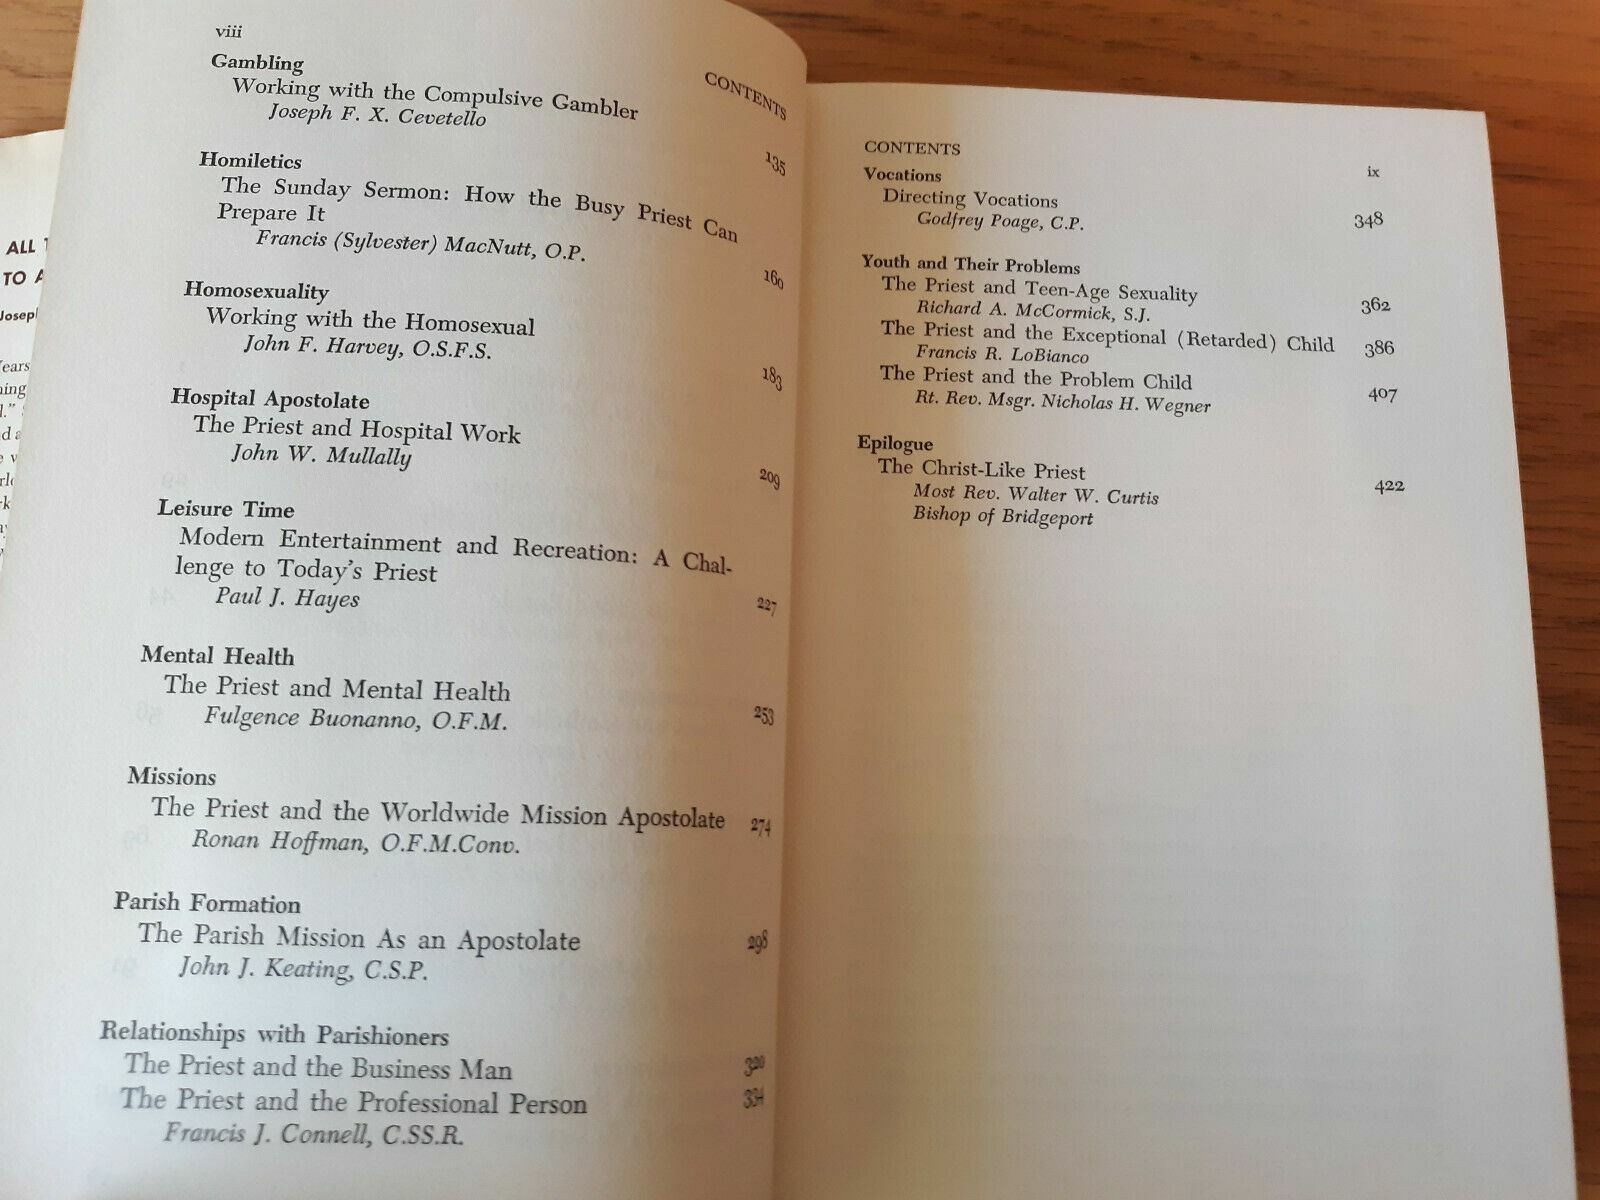 ALL
TO
Joseph
viii
CONTENTS
Gambling
Working with the Compulsive Gambler 135
Joseph F. X. Cevetello
Homiletics
The Sunday Sermon: How the Busy Priest Can
Prepare It 160
Francis (Sylvester) MacNutt, O.P.
Homosexuality
Working with the Homosexual 183
John F. Harvey, O.S.F.S.
Hospital Apostolate
The Priest and Hospital Work 209
John W. Mullally
Leisure Time
Modern Entertainment and Recreation: A Chal-
lenge to Today's Priest 227
Paul J. Hayes
Mental Health
The Priest and Mental Health 253
Fulgence Buonanno, O.F.M.
Missions
The Priest and the Worldwide Mission Apostolate 274
Ronan Hoffman, O.F.M.Conv.
Parish Formation
The Parish Mission As an Apostolate 298
John J. Keating, C.S.P.
Relationships with Parishioners
The Priest and the Business Man 320
The Priest and the Professional Person 334
Francis J. Connell, C.SS.R.
CONTENTS ix
Vocations
Directing Vocations 348
Godfrey Poage, C.P.
Youth and Their Problems
The Priest and Teen-Age Sexuality 362
Richard A. McCormick, S.J.
The Priest and the Exceptional (Retarded) Child 386
Francis R. LoBianco
The Priest and the Problem Child 407
Rt. Rev. Msgr. Nicholas H. Wegner
Epilogue
The Christ-Like Priest 422
Most Rev. Walter W. Curtis
Bishop of Bridgeport